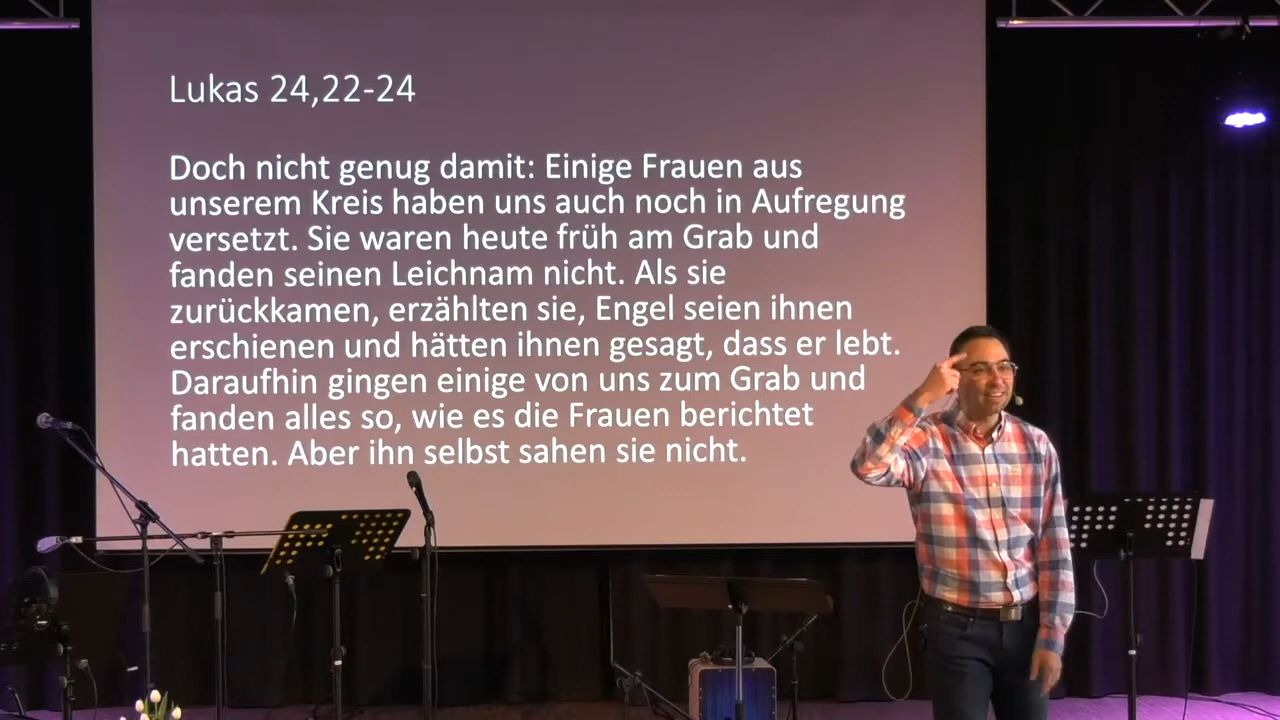 Lukas 24,22-24
Doch nicht genug damit: Einige Frauen aus
unserem Kreis haben uns auch noch in Aufregung
versetzt. Sie waren heute früh am Grab und
fanden seinen Leichnam nicht. Als sie
zurückkamen, erzählten sie, Engel seien ihnen
erschienen und hätten ihnen gesagt, dass er lebt.
Daraufhin gingen einige von uns zum Grab und
fanden alles so, wie es die Frauen berichtet
hatten. Aber ihn selbst sahen sie nicht.